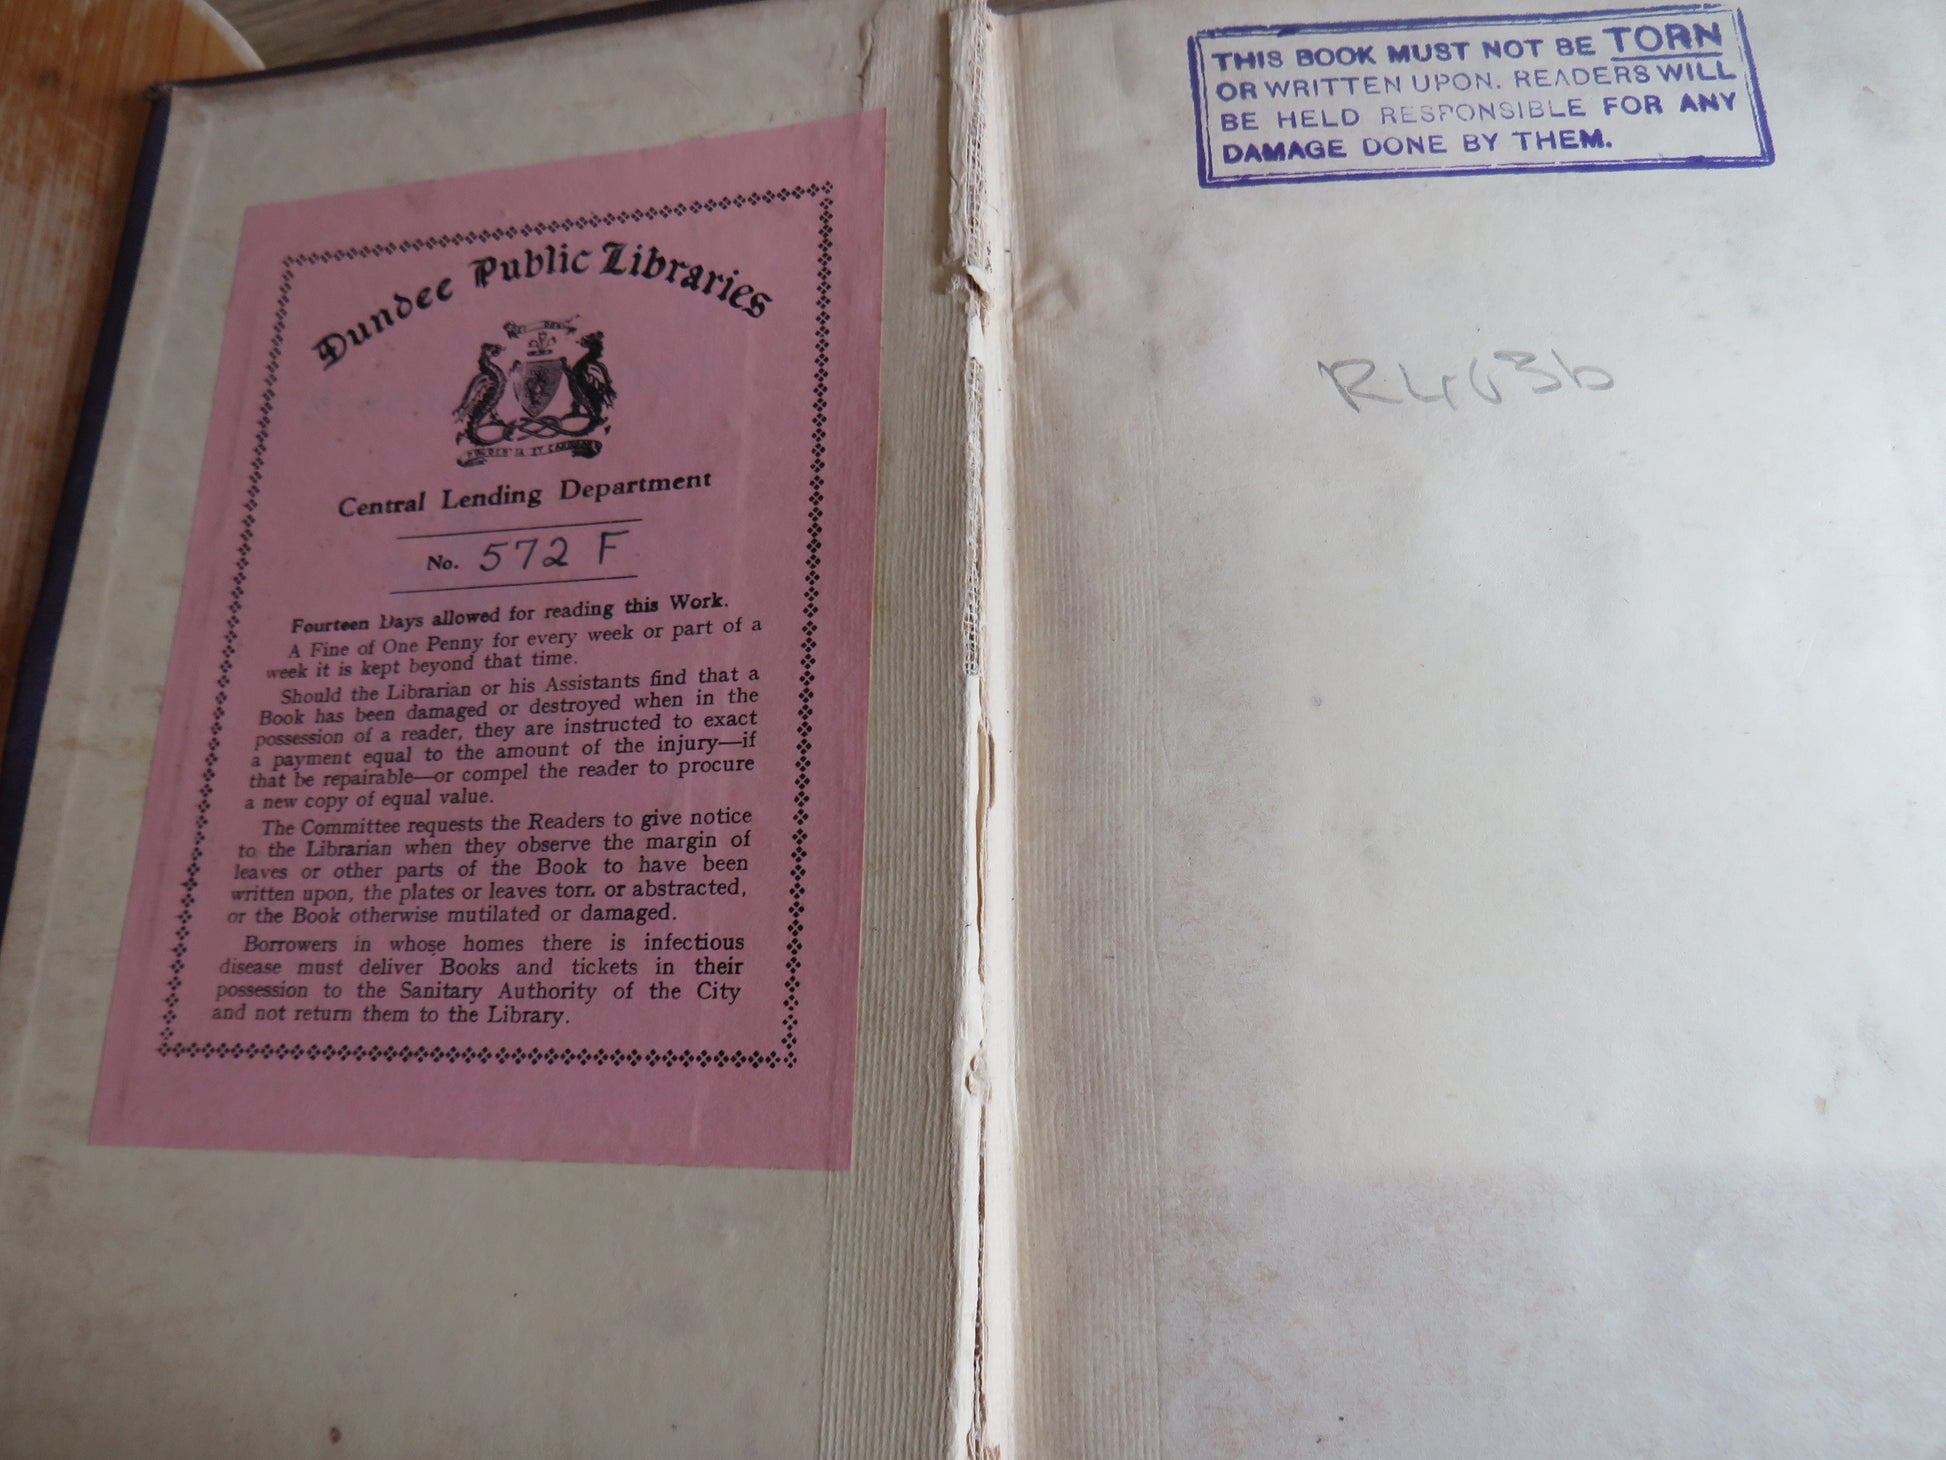 Dundee Public Libraries
Central Lending Department
No. 572 F
Fourteen Days allowed for reading this Work.
A Fine of One Penny for every week or part of a
week it is kept beyond that time.
Should the Librarian or his Assistants find that a
Book has been damaged or destroyed when in the
possession of a reader, they are instructed to exact
a payment equal to the amount of the injury—if
that be repairable—or compel the reader to procure
a new copy of equal value.
The Committee requests the Readers to give notice
to the Librarian when they observe the margin of
leaves or other parts of the Book to have been
written upon, the plates or leaves torn or abstracted,
or the Book otherwise mutilated or damaged.
Borrowers in whose homes there is infectious
disease must deliver Books and tickets in their
possession to the Sanitary Authority of the City
and not return them to the Library.
THIS BOOK MUST NOT BE TORN
OR WRITTEN UPON. READERS WILL
BE HELD RESPONSIBLE FOR ANY
DAMAGE DONE BY THEM.